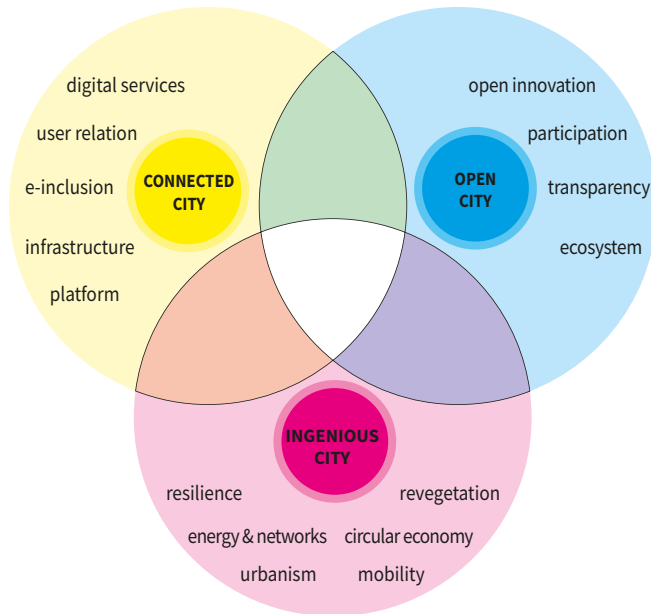 digital services
user relation
e-inclusion
infrastructure
platform
CONNECTED
CITY
open innovation
participation
transparency
ecosystem
OPEN
CITY
INGENIOUS
CITY
resilience
revegetation
energy & networks
circular economy
urbanism
mobility